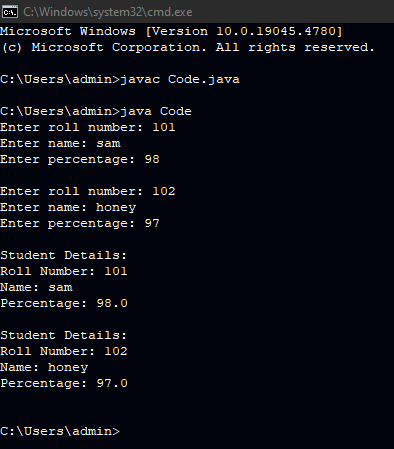 C:\Windows\system32\cmd.exe
Microsoft Windows [Version 10.0.19045.4780]
(c) Microsoft Corporation. All rights reserved.
C:\Users\admin>javac Code.java
C:\Users\admin>java Code
Enter roll number: 101
Enter name: sam
Enter percentage: 98
Enter roll number: 102
Enter name: honey
Enter percentage: 97
Student Details:
Roll Number: 101
Name: sam
Percentage: 98.0
Student Details:
Roll Number: 102
Name: honey
Percentage: 97.0
C:\Users\admin>